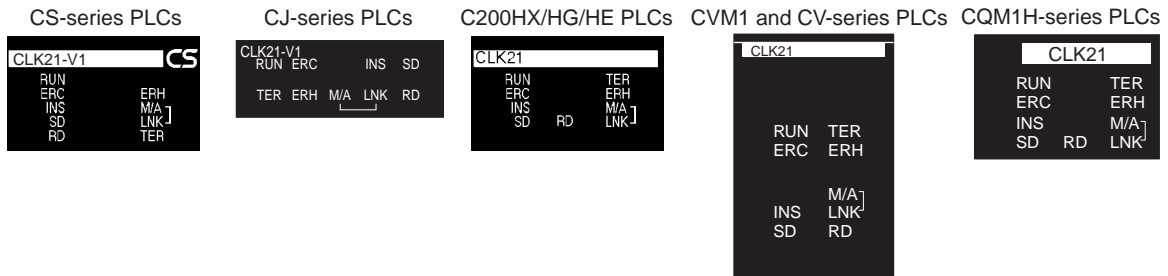 CS-series PLCs
CLK21-V1 CS
RUN
ERC ERH
INS M/A
SD LNK
RD TER
CJ-series PLCs
CLK21-V1
RUN ERC INS SD
TER ERH M/A LNK RD
C200HX/HG/HE PLCs
CLK21
RUN TER
ERC ERH
INS M/A
SD RD LNK
CVM1 and CV-series PLCs
CLK21
RUN TER
ERC ERH
M/A
INS LNK
SD RD
CQM1H-series PLCs
CLK21
RUN TER
ERC ERH
INS M/A
SD RD LNK